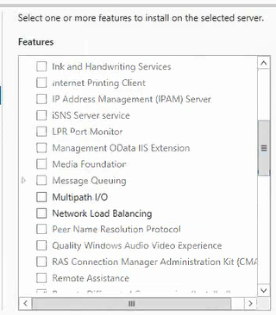 Select one or more features to install on the selected server.
Features
Ink and Handwriting Services
Internet Printing Client
IP Address Management (IPAM) Server
iSNS Server service
LPR Port Monitor
Management OData IIS Extension
Media Foundation
Message Queuing
Multipath I/O
Network Load Balancing
Peer Name Resolution Protocol
Quality Windows Audio Video Experience
RAS Connection Manager Administration Kit (CMA
Remote Assistance